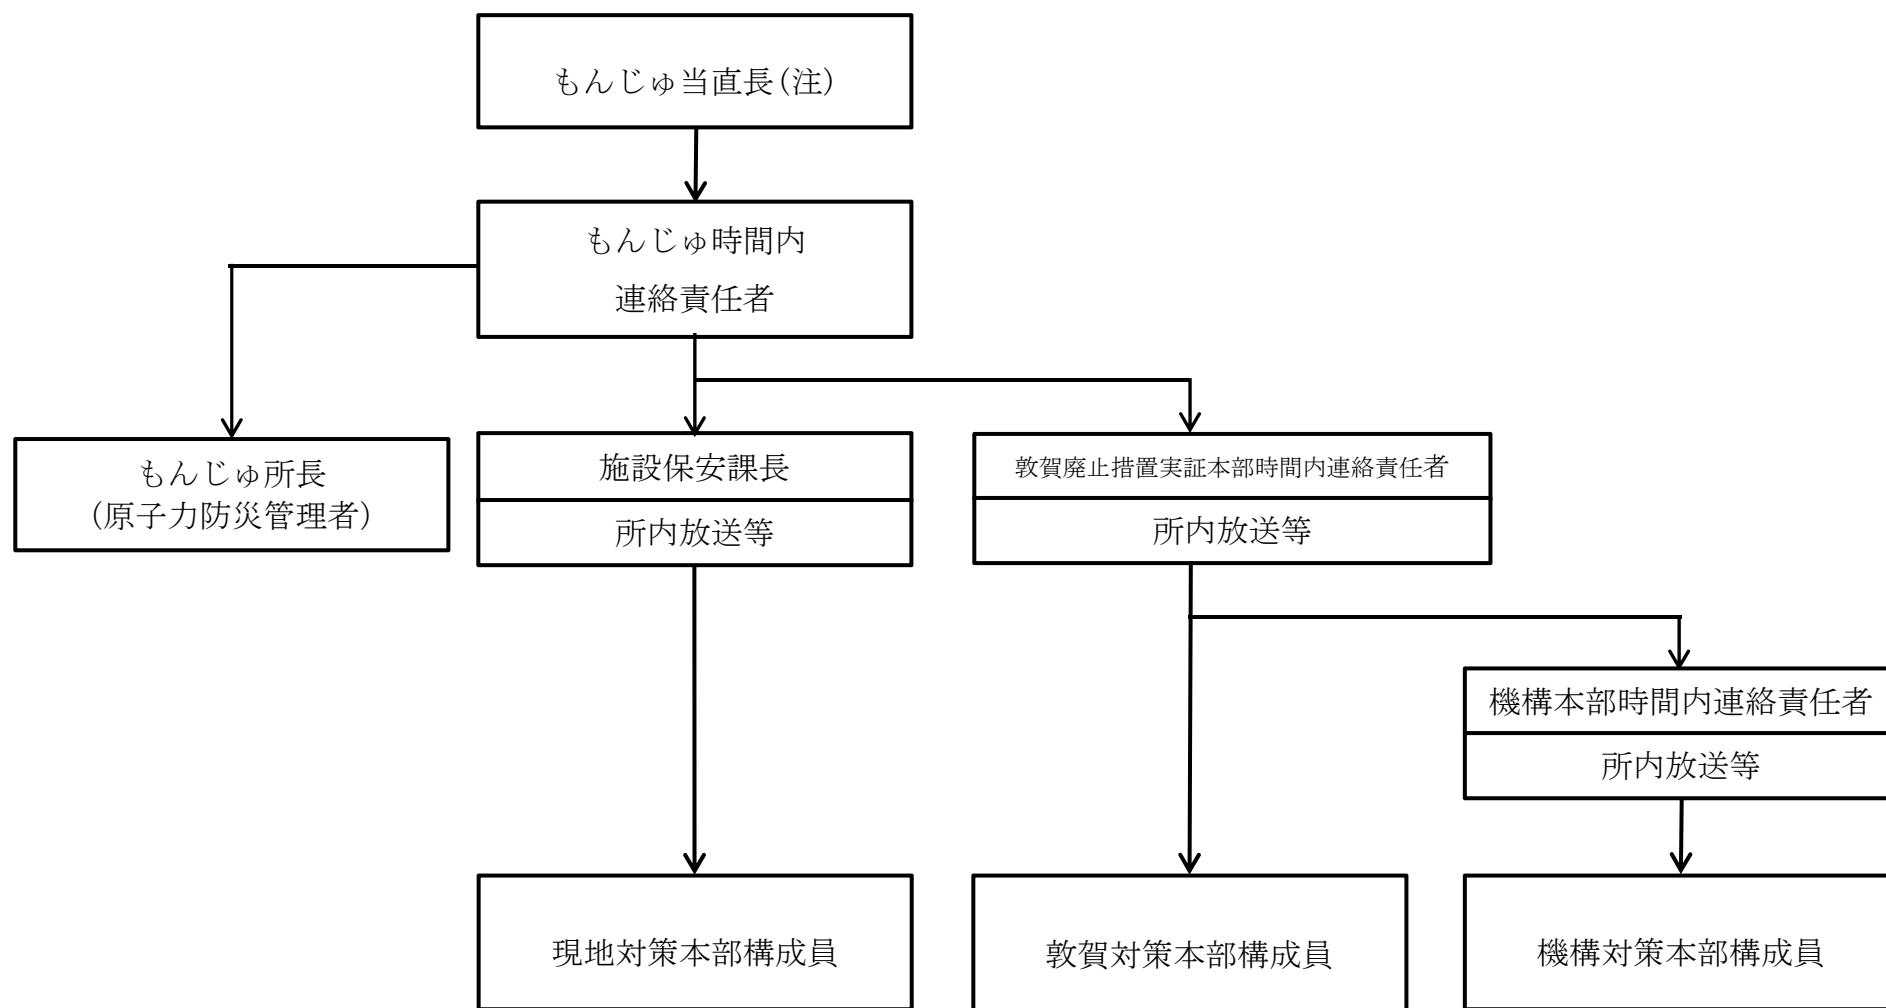 もんじゅ当直長(注)
もんじゅ時間内
連絡責任者
もんじゅ所長
(原子力防災管理者)
施設保安課長
所内放送等
敦賀廃止措置実証本部時間内連絡責任者
所内放送等
機構本部時間内連絡責任者
所内放送等
現地対策本部構成員
敦賀対策本部構成員
機構対策本部構成員